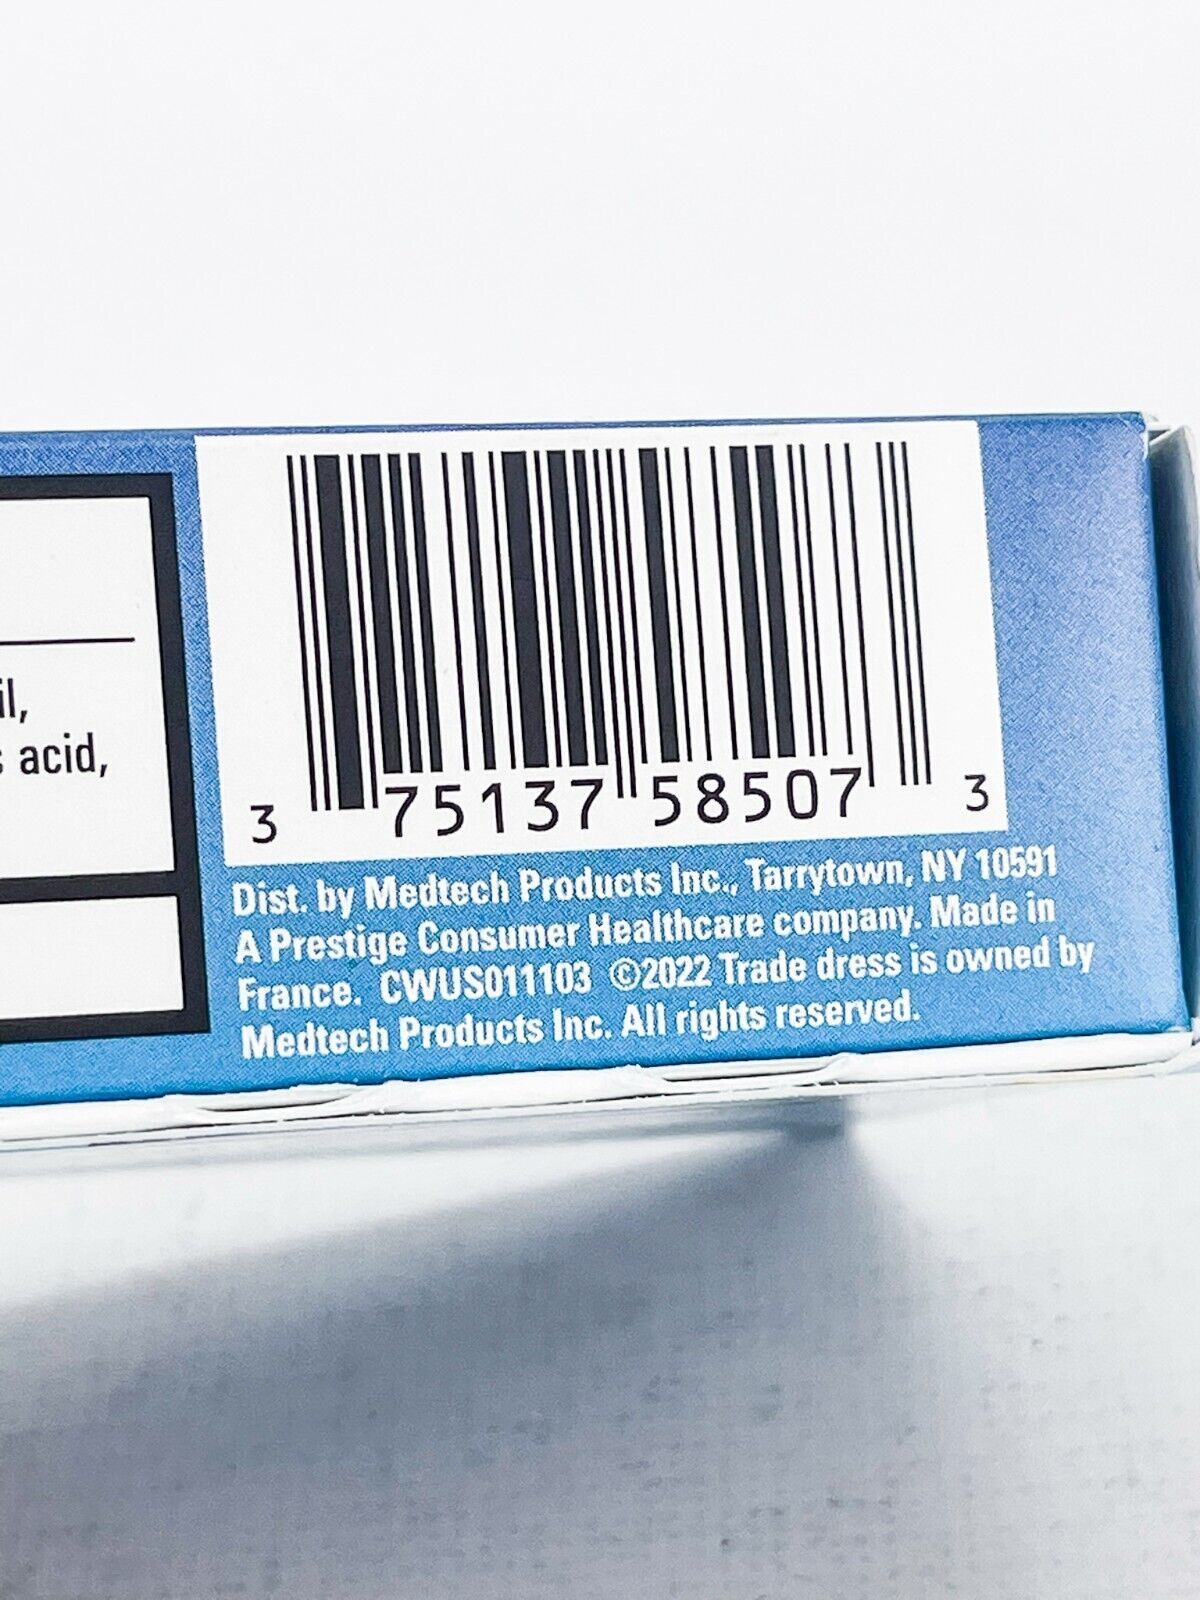 il,
acid,
3 75137 58507 3
Dist. by Medtech Products Inc., Tarrytown, NY 10591
A Prestige Consumer Healthcare company. Made in
France. CWUS011103 ©2022 Trade dress is owned by
Medtech Products Inc. All rights reserved.